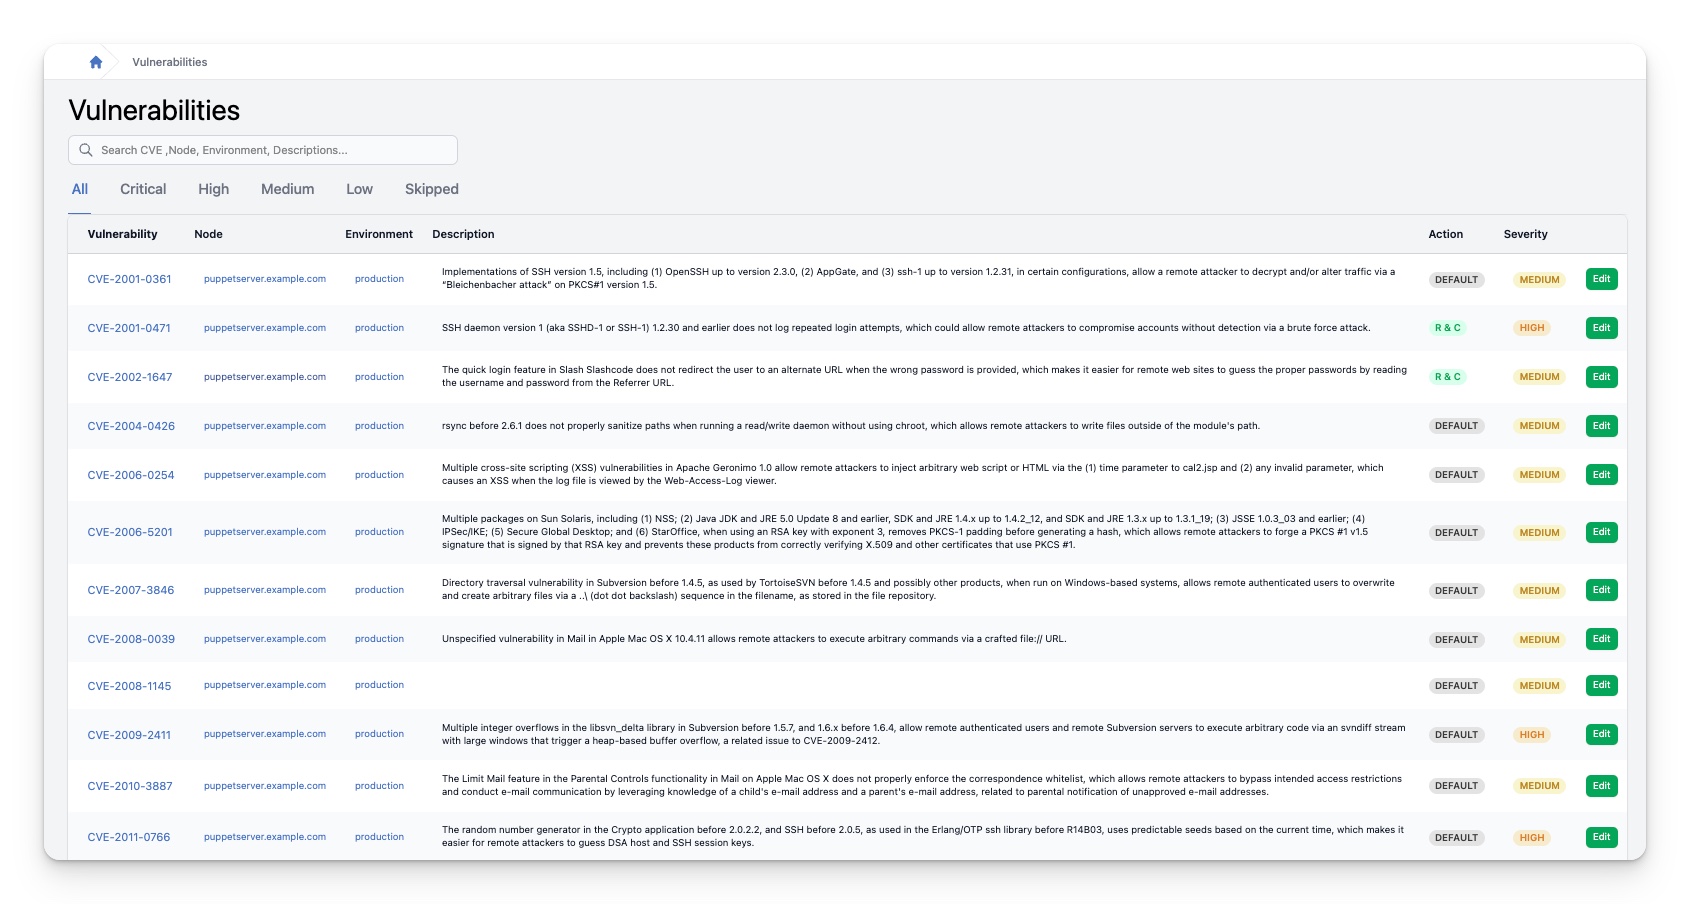 Vulnerabilities
Vulnerabilities
Search CVE ,Node, Environment, Descriptions...
All Critical High Medium Low Skipped
Vulnerability Node Environment Description Action Severity
CVE-2001-0361 puppetserver.example.com production Implementations of SSH version 1.5, including (1) OpenSSH up to version 2.3.0, (2) AppGate, and (3) ssh-1 up to version 1.2.31, in certain configurations, allow a remote attacker to decrypt and/or alter traffic via a
“Bleichenbacher attack” on PKCS#1 version 1.5. DEFAULT MEDIUM Edit
CVE-2001-0471 puppetserver.example.com production SSH daemon version 1 (aka SSHD-1 or SSH-1) 1.2.30 and earlier does not log repeated login attempts, which could allow remote attackers to compromise accounts without detection via a brute force attack. R & C HIGH Edit
CVE-2002-1647 puppetserver.example.com production The quick login feature in Slash Slashcode does not redirect the user to an alternate URL when the wrong password is provided, which makes it easier for remote web sites to guess the proper passwords by reading
the username and password from the Referrer URL. R & C MEDIUM Edit
CVE-2004-0426 puppetserver.example.com production rsync before 2.6.1 does not properly sanitize paths when running a read/write daemon without using chroot, which allows remote attackers to write files outside of the module's path. DEFAULT MEDIUM Edit
CVE-2006-0254 puppetserver.example.com production Multiple cross-site scripting (XSS) vulnerabilities in Apache Geronimo 1.0 allow remote attackers to inject arbitrary web script or HTML via the (1) time parameter to cal2.jsp and (2) any invalid parameter, which
causes an XSS when the log file is viewed by the Web-Access-Log viewer. DEFAULT MEDIUM Edit
CVE-2006-5201 puppetserver.example.com production Multiple packages on Sun Solaris, including (1) NSS; (2) Java JDK and JRE 5.0 Update 8 and earlier, SDK and JRE 1.4.x up to 1.4.2_12, and SDK and JRE 1.3.x up to 1.3.1_19; (3) JSSE 1.0.3_03 and earlier; (4)
IPSec/IKE; (5) Secure Global Desktop; and (6) StarOffice, when using an RSA key with exponent 3, removes PKCS-1 padding before generating a hash, which allows remote attackers to forge a PKCS #1 v1.5
signature that is signed by that RSA key and prevents these products from correctly verifying X.509 and other certificates that use PKCS #1. DEFAULT MEDIUM Edit
CVE-2007-3846 puppetserver.example.com production Directory traversal vulnerability in Subversion before 1.4.5, as used by TortoiseSVN before 1.4.5 and possibly other products, when run on Windows-based systems, allows remote authenticated users to overwrite
and create arbitrary files via a ..\ (dot dot backslash) sequence in the filename, as stored in the file repository. DEFAULT MEDIUM Edit
CVE-2008-0039 puppetserver.example.com production Unspecified vulnerability in Mail in Apple Mac OS X 10.4.11 allows remote attackers to execute arbitrary commands via a crafted file:// URL. DEFAULT MEDIUM Edit
CVE-2008-1145 puppetserver.example.com production DEFAULT MEDIUM Edit
CVE-2009-2411 puppetserver.example.com production Multiple integer overflows in the libsvn_delta library in Subversion before 1.5.7, and 1.6.x before 1.6.4, allow remote authenticated users and remote Subversion servers to execute arbitrary code via an svndiff stream
with large windows that trigger a heap-based buffer overflow, a related issue to CVE-2009-2412. DEFAULT HIGH Edit
CVE-2010-3887 puppetserver.example.com production The Limit Mail feature in the Parental Controls functionality in Mail on Apple Mac OS X does not properly enforce the correspondence whitelist, which allows remote attackers to bypass intended access restrictions
and conduct e-mail communication by leveraging knowledge of a child's e-mail address and a parent's e-mail address, related to parental notification of unapproved e-mail addresses. DEFAULT MEDIUM Edit
CVE-2011-0766 puppetserver.example.com production The random number generator in the Crypto application before 2.0.2.2, and SSH before 2.0.5, as used in the Erlang/OTP ssh library before R14B03, uses predictable seeds based on the current time, which makes it
easier for remote attackers to guess DSA host and SSH session keys. DEFAULT HIGH Edit